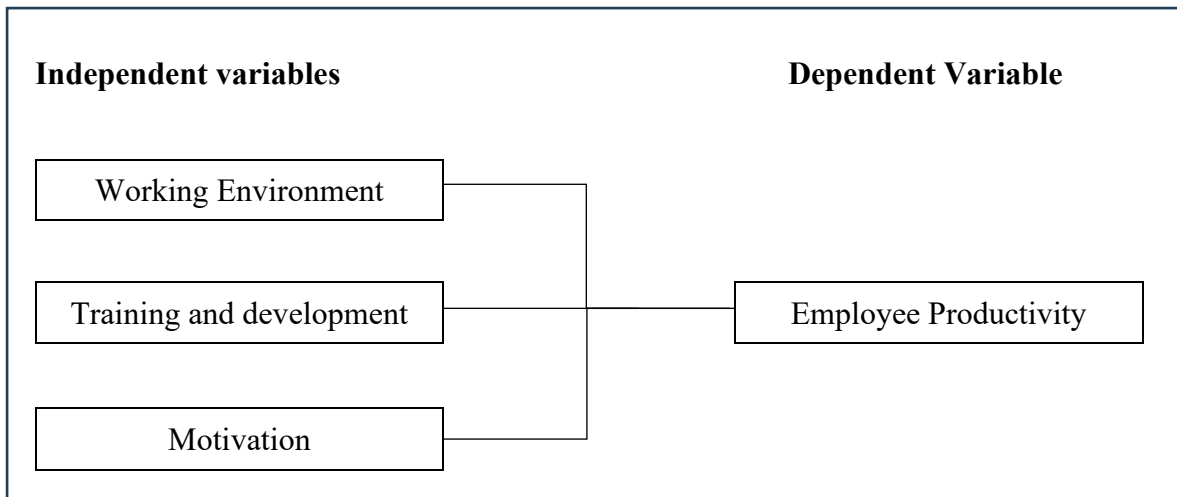 Independent variables
Dependent Variable
Working Environment
Training and development
Employee Productivity
Motivation